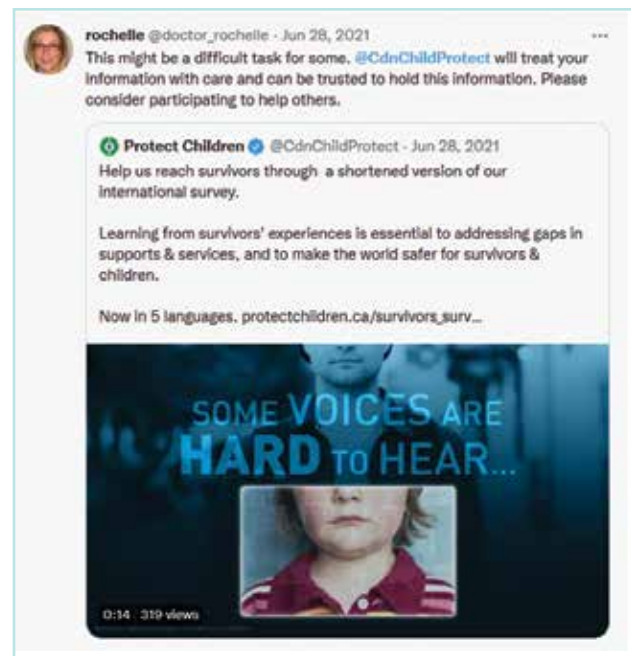 rochelle @doctor_rochelle · Jun 28, 2021
This might be a difficult task for some. @CdnChildProtect will treat your
information with care and can be trusted to hold this information. Please
consider participating to help others.
Protect Children @CdnChildProtect · Jun 28, 2021
Help us reach survivors through a shortened version of our
international survey.
Learning from survivors' experiences is essential to addressing gaps in
supports & services, and to make the world safer for survivors &
children.
Now in 5 languages. protectchildren.ca/survivors_surv...
SOME VOICES ARE
HARD TO HEAR...
0:14 319 views